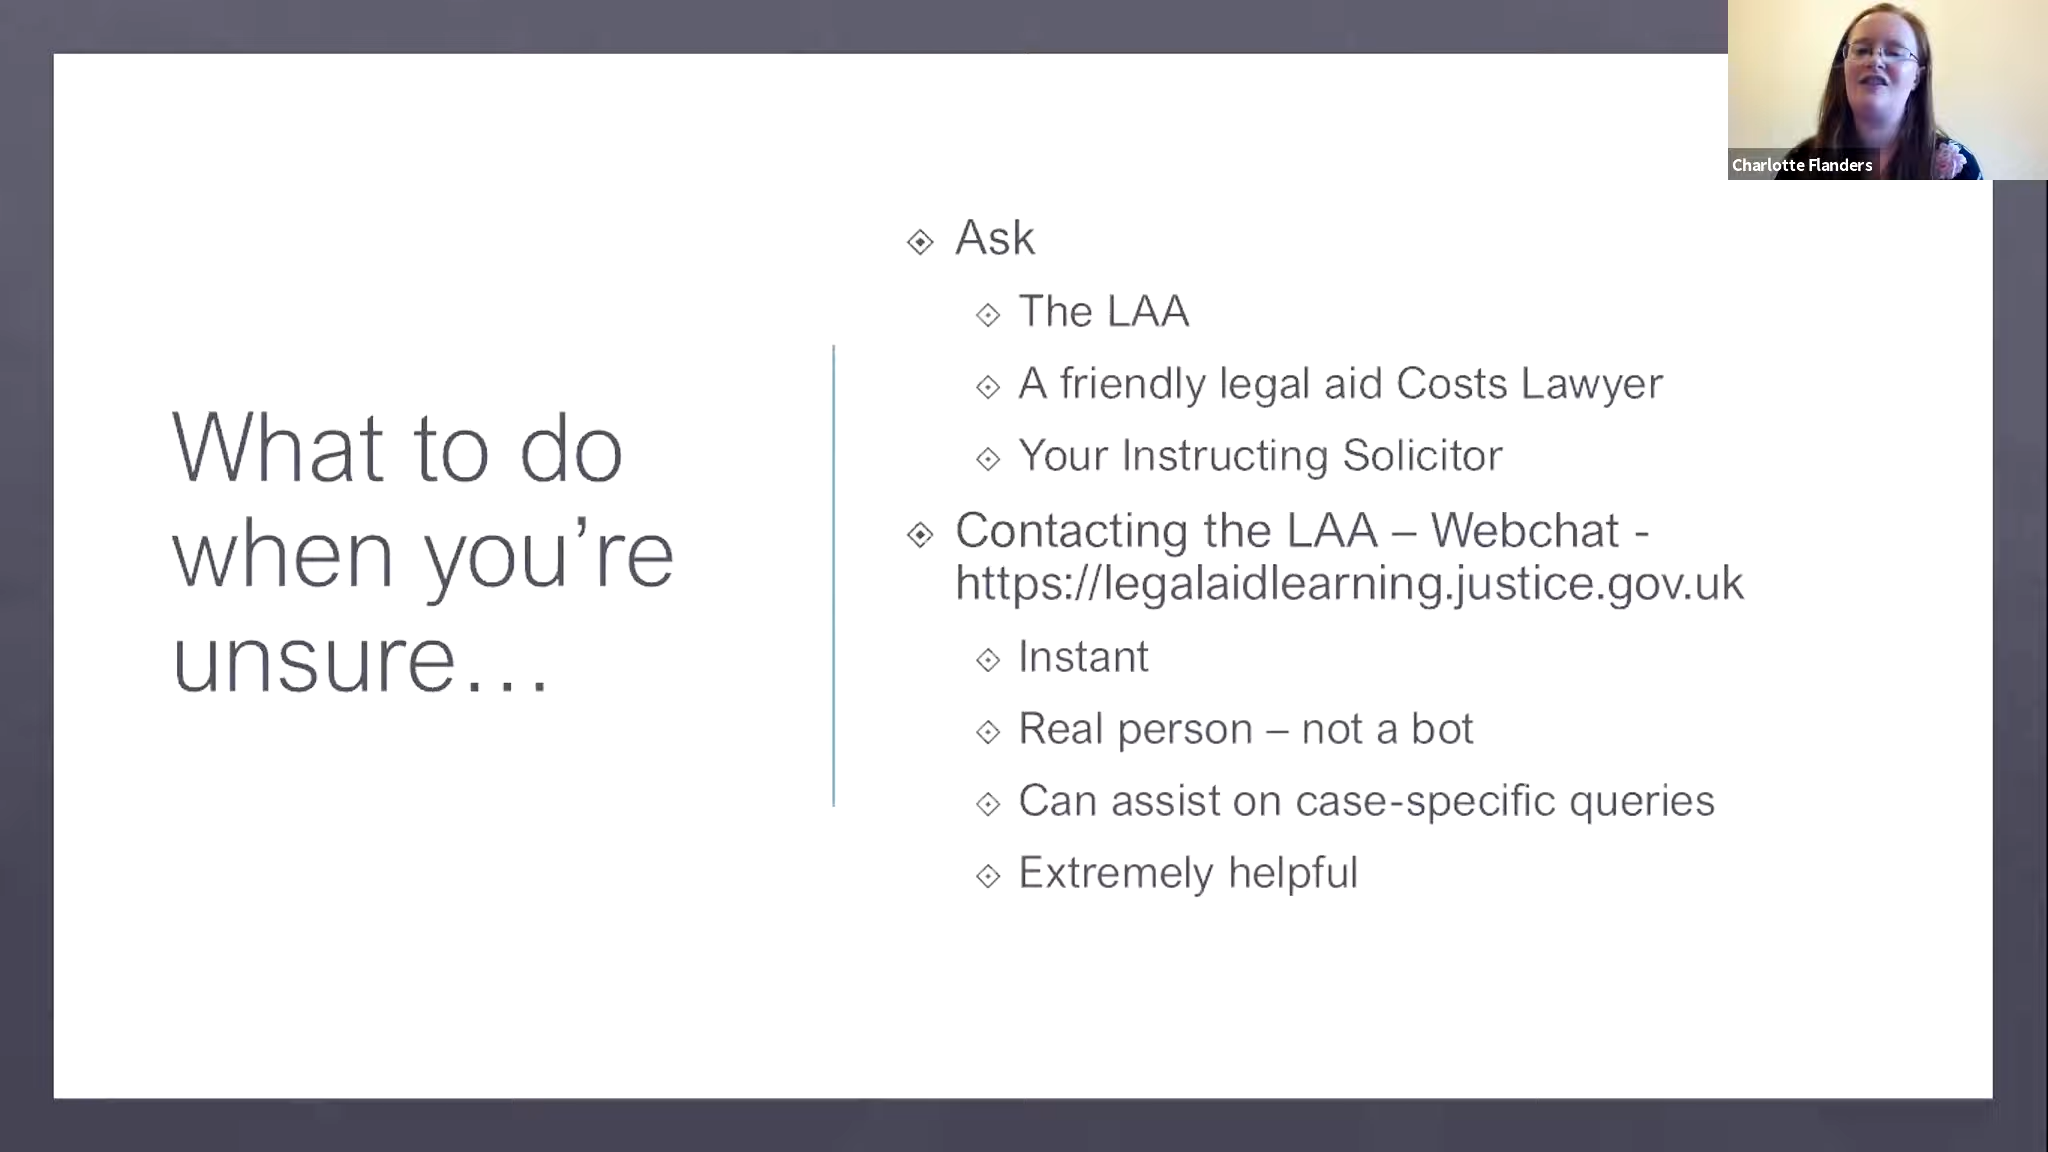 What to do
when you’re
unsure…
Ask
The LAA
A friendly legal aid Costs Lawyer
Your Instructing Solicitor
Contacting the LAA – Webchat -
https://legalaidlearning.justice.gov.uk
Instant
Real person – not a bot
Can assist on case-specific queries
Extremely helpful
Charlotte Flanders